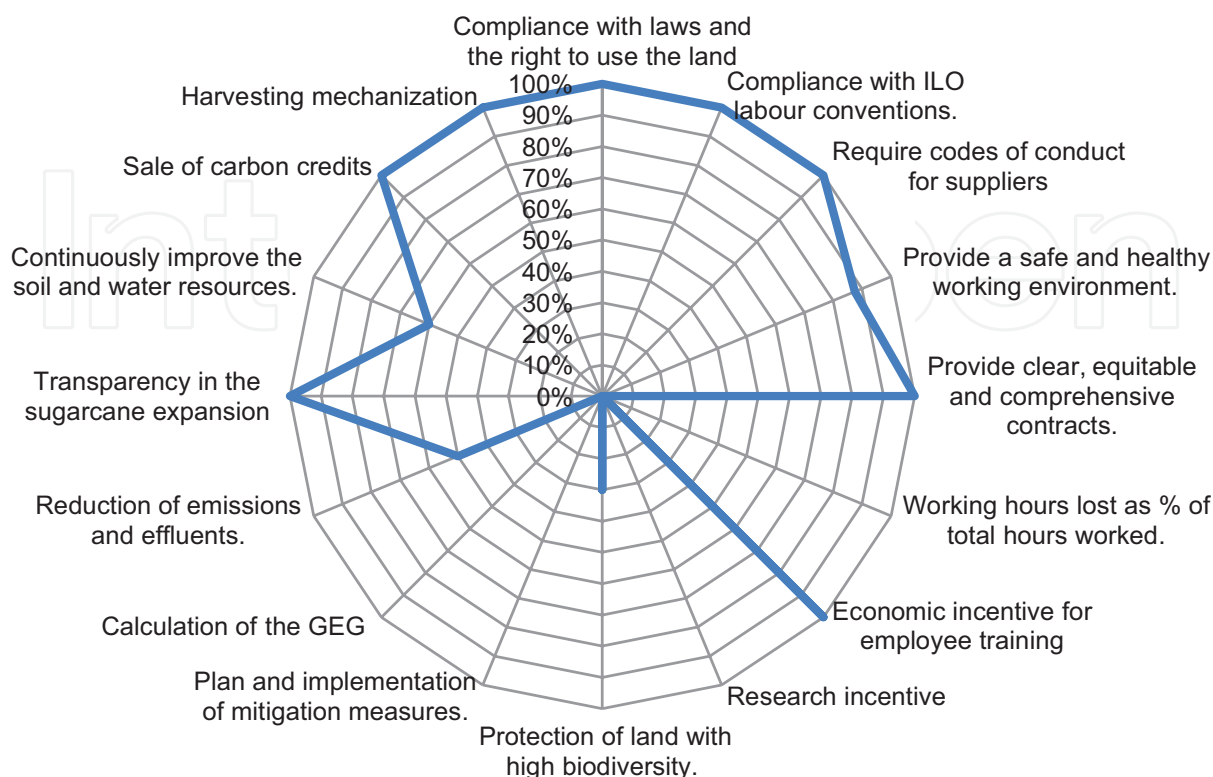 Compliance with laws and
the right to use the land
Compliance with ILO
labour conventions.
Require codes of conduct
for suppliers
Provide a safe and healthy
working environment.
Provide clear, equitable
and comprehensive
contracts.
Working hours lost as % of
total hours worked.
Economic incentive for
employee training
Research incentive
Protection of land with
high biodiversity.
Plan and implementation
of mitigation measures.
Calculation of the GEG
Reduction of emissions
and effluents.
Transparency in the
sugarcane expansion
Continuously improve the
soil and water resources.
Sale of carbon credits
Harvesting mechanization
100%
90%
80%
70%
60%
50%
40%
30%
20%
10%
0%
Int
en